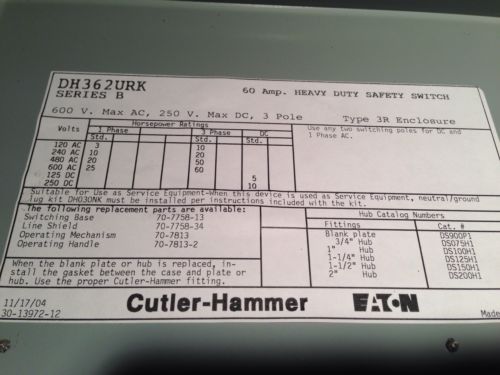 DH362URK
SERIES B
60 Amp. HEAVY DUTY SAFETY SWITCH
600 V. Max AC, 250 V. Max DC, 3 Pole
Type 3R Enclosure
Horsepower Ratings
Volts 1 Phase 3 Phase DC
Std. Std. Std.
120 AC 3
240 AC 10 10
480 AC 20 20
600 AC 25 50
125 DC 60 5
250 DC 10
Use any two switching poles for DC and
1 Phase AC.
Suitable for Use as Service Equipment-When this device is used as Service Equipment, neutral/ground
lug kit DH030NK must be installed per instructions included with the kit.
The following replacement parts are available:
Switching Base 70-7758-13
Line Shield 70-7758-34
Operating Mechanism 70-7813
Operating Handle 70-7813-2
When the blank plate or hub is replaced, in-
stall the gasket between the case and plate or
hub. Use the proper Cutler-Hammer fitting.
Hub Catalog Numbers
Fittings Cat. #
Blank plate DS900P1
3/4" Hub DS075H1
1" Hub DS100H1
1-1/4" Hub DS125H1
1-1/2" Hub DS150H1
2" Hub DS200H1
11/17/04
30-13972-12
Cutler-Hammer
EATON
Made